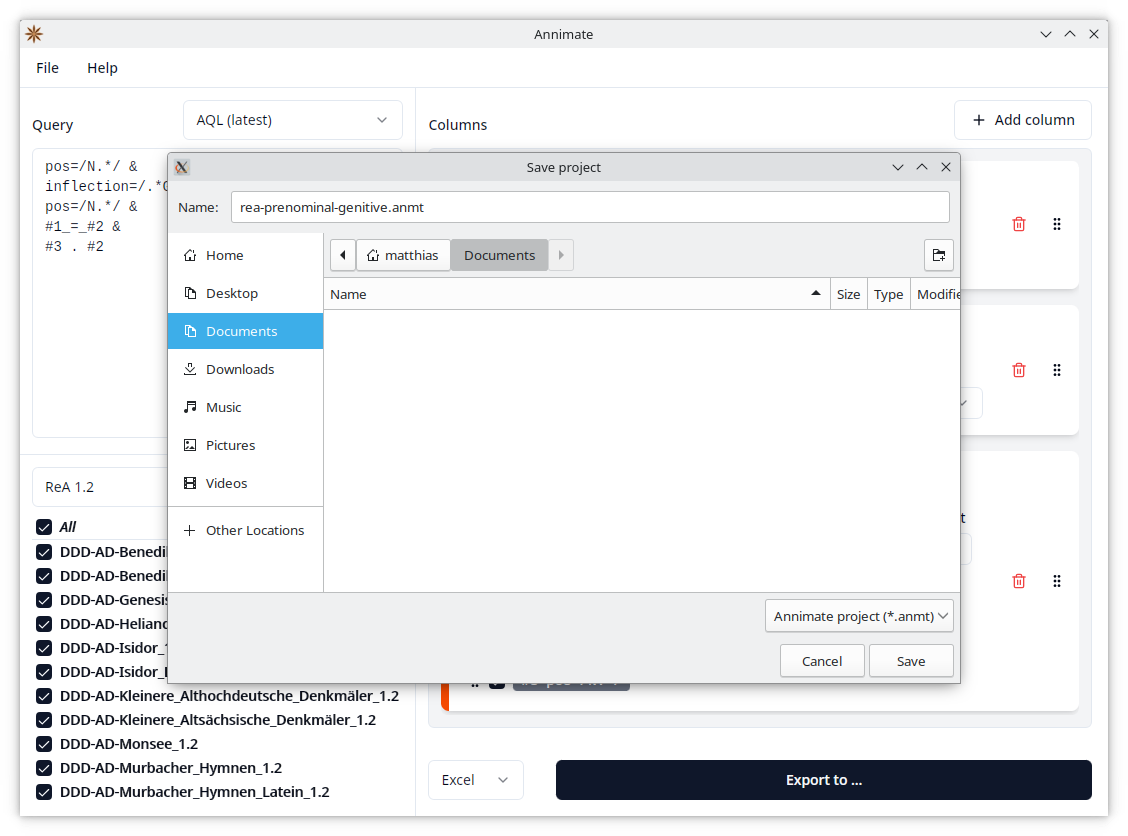 Annimate
File Help
Query
AQL (latest)
Columns
Add column
pos=/N.*/ &
inflection=/.*
pos=/N.*/ &
#1_=_#2 &
#3 . #2
Save project
Name: rea-prenominal-genitive.anmt
Home
Desktop
Documents
Downloads
Music
Pictures
Videos
Other Locations
matthias Documents
Name Size Type Modifie
Annimate project (*.anmt)
Cancel Save
ReA 1.2
All
DDD-AD-Benedi
DDD-AD-Benedi
DDD-AD-Genesis
DDD-AD-Heliand
DDD-AD-Isidor_1
DDD-AD-Isidor_
DDD-AD-Kleinere_Althochdeutsche_Denkmäler_1.2
DDD-AD-Kleinere_Altsächsische_Denkmäler_1.2
DDD-AD-Monsee_1.2
DDD-AD-Murbacher_Hymnen_1.2
DDD-AD-Murbacher_Hymnen_Latein_1.2
t
Excel
Export to ...